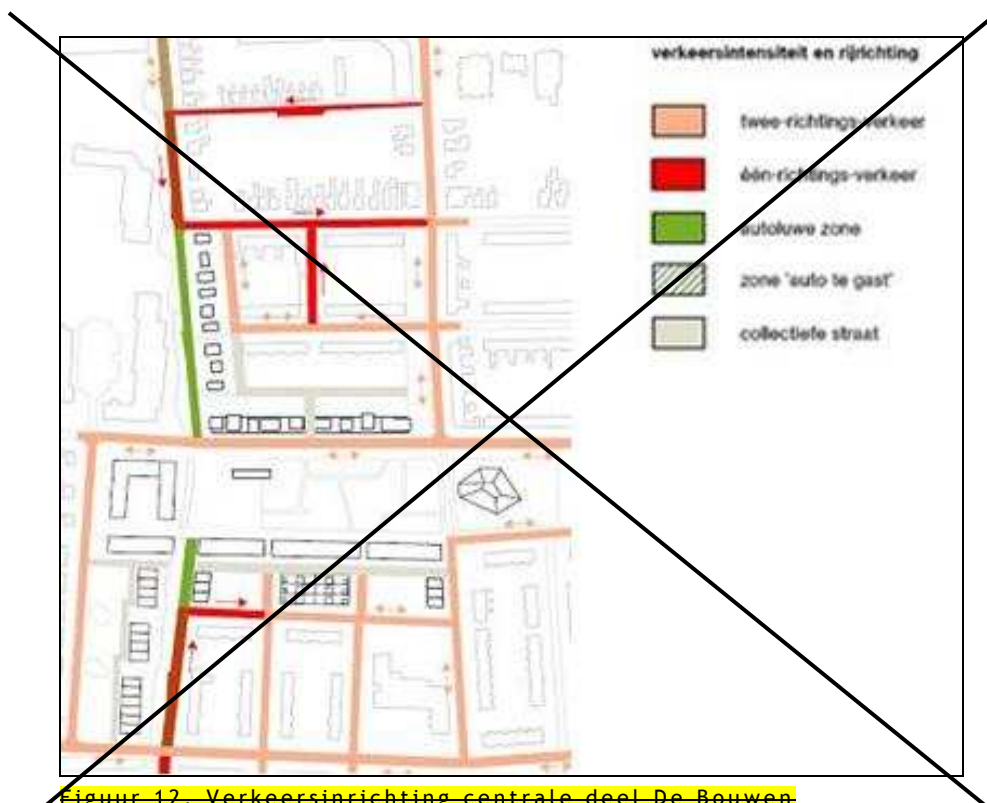 verkeersintensiteit en rijrichting
twee-richtings-verkeer
één-richtings-verkeer
autoluwe zone
zone 'auto te gast'
collectiefe straat
Figuur 12. Verkeersinrichting centrale deel De Bouwen